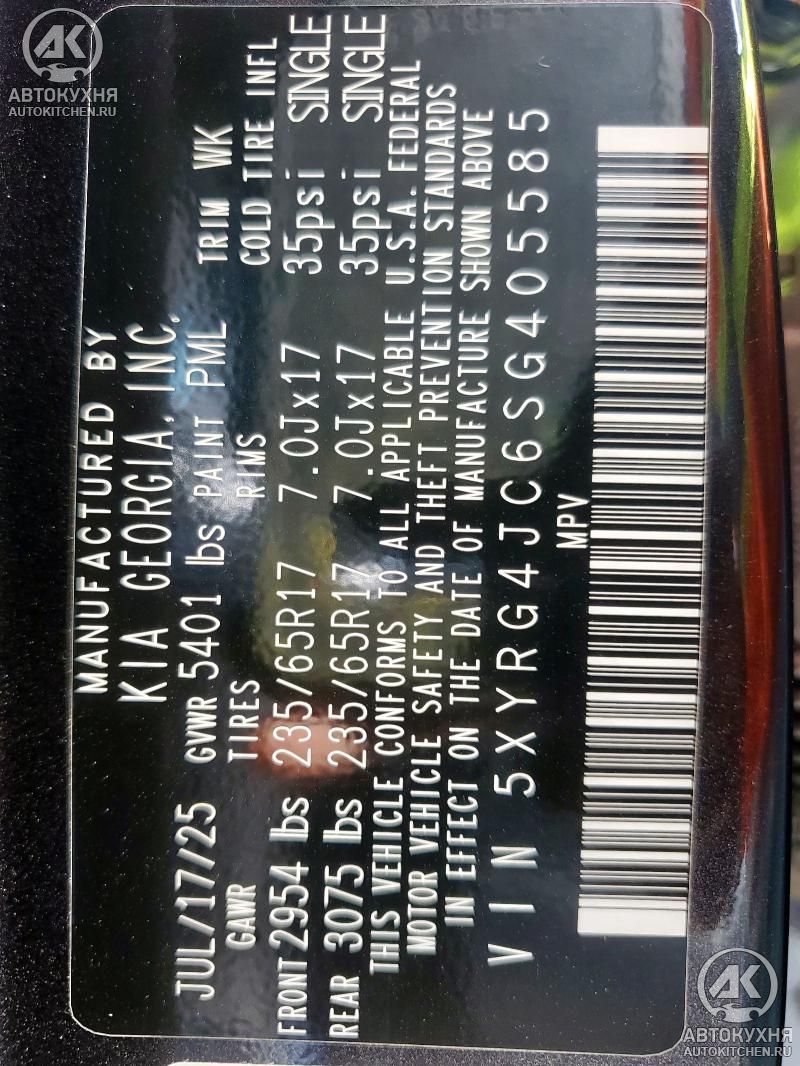 АК
АВТОКУХНЯ
AUTOKITCHEN.RU
MANUFACTURED BY
KIA GEORGIA, INC.
JUL/17/25 GVWR 5401 lbs PAINT PML TRIM WK
GAWR TIRES RIMS COLD TIRE INFL
FRONT 2954 lbs 235/65R17 7.0Jx17 35psi SINGLE
REAR 3075 lbs 235/65R17 7.0Jx17 35psi SINGLE
THIS VEHICLE CONFORMS TO ALL APPLICABLE U.S.A. FEDERAL
MOTOR VEHICLE SAFETY AND THEFT PREVENTION STANDARDS
IN EFFECT ON THE DATE OF MANUFACTURE SHOWN ABOVE
VIN 5XYRG4JC6SG405585
MPV
АК
АВТОКУХНЯ
AUTOKITCHEN.RU